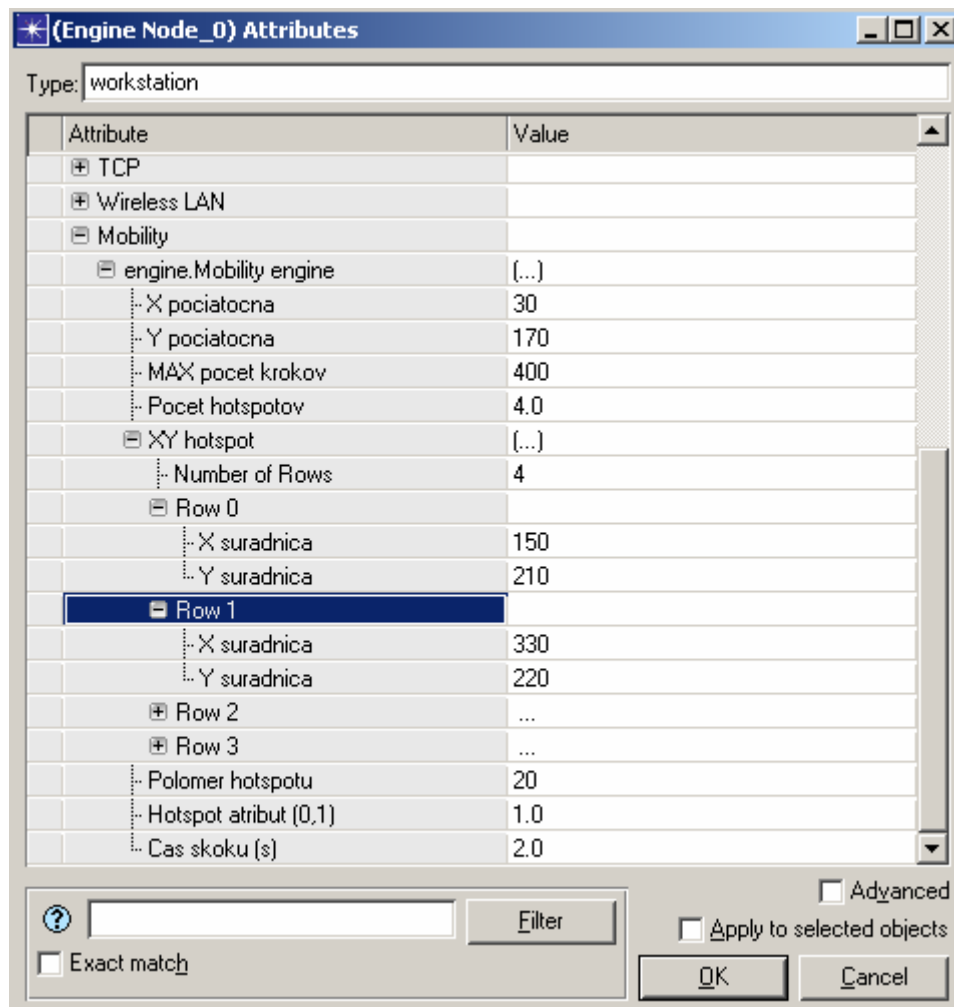 (Engine Node_0) Attributes
Type: workstation
Attribute Value
TCP
Wireless LAN
Mobility
engine.Mobility engine (...)
X pociatocna 30
Y pociatocna 170
MAX pocet krokov 400
Pocet hotspotov 4.0
XY hotspot (...)
Number of Rows 4
Row 0
X suradnica 150
Y suradnica 210
Row 1
X suradnica 330
Y suradnica 220
Row 2 ...
Row 3 ...
Polomer hotspotu 20
Hotspot atribut (0,1) 1.0
Cas skoku (s) 2.0
Advanced
Filter
Apply to selected objects
Exact match
OK Cancel